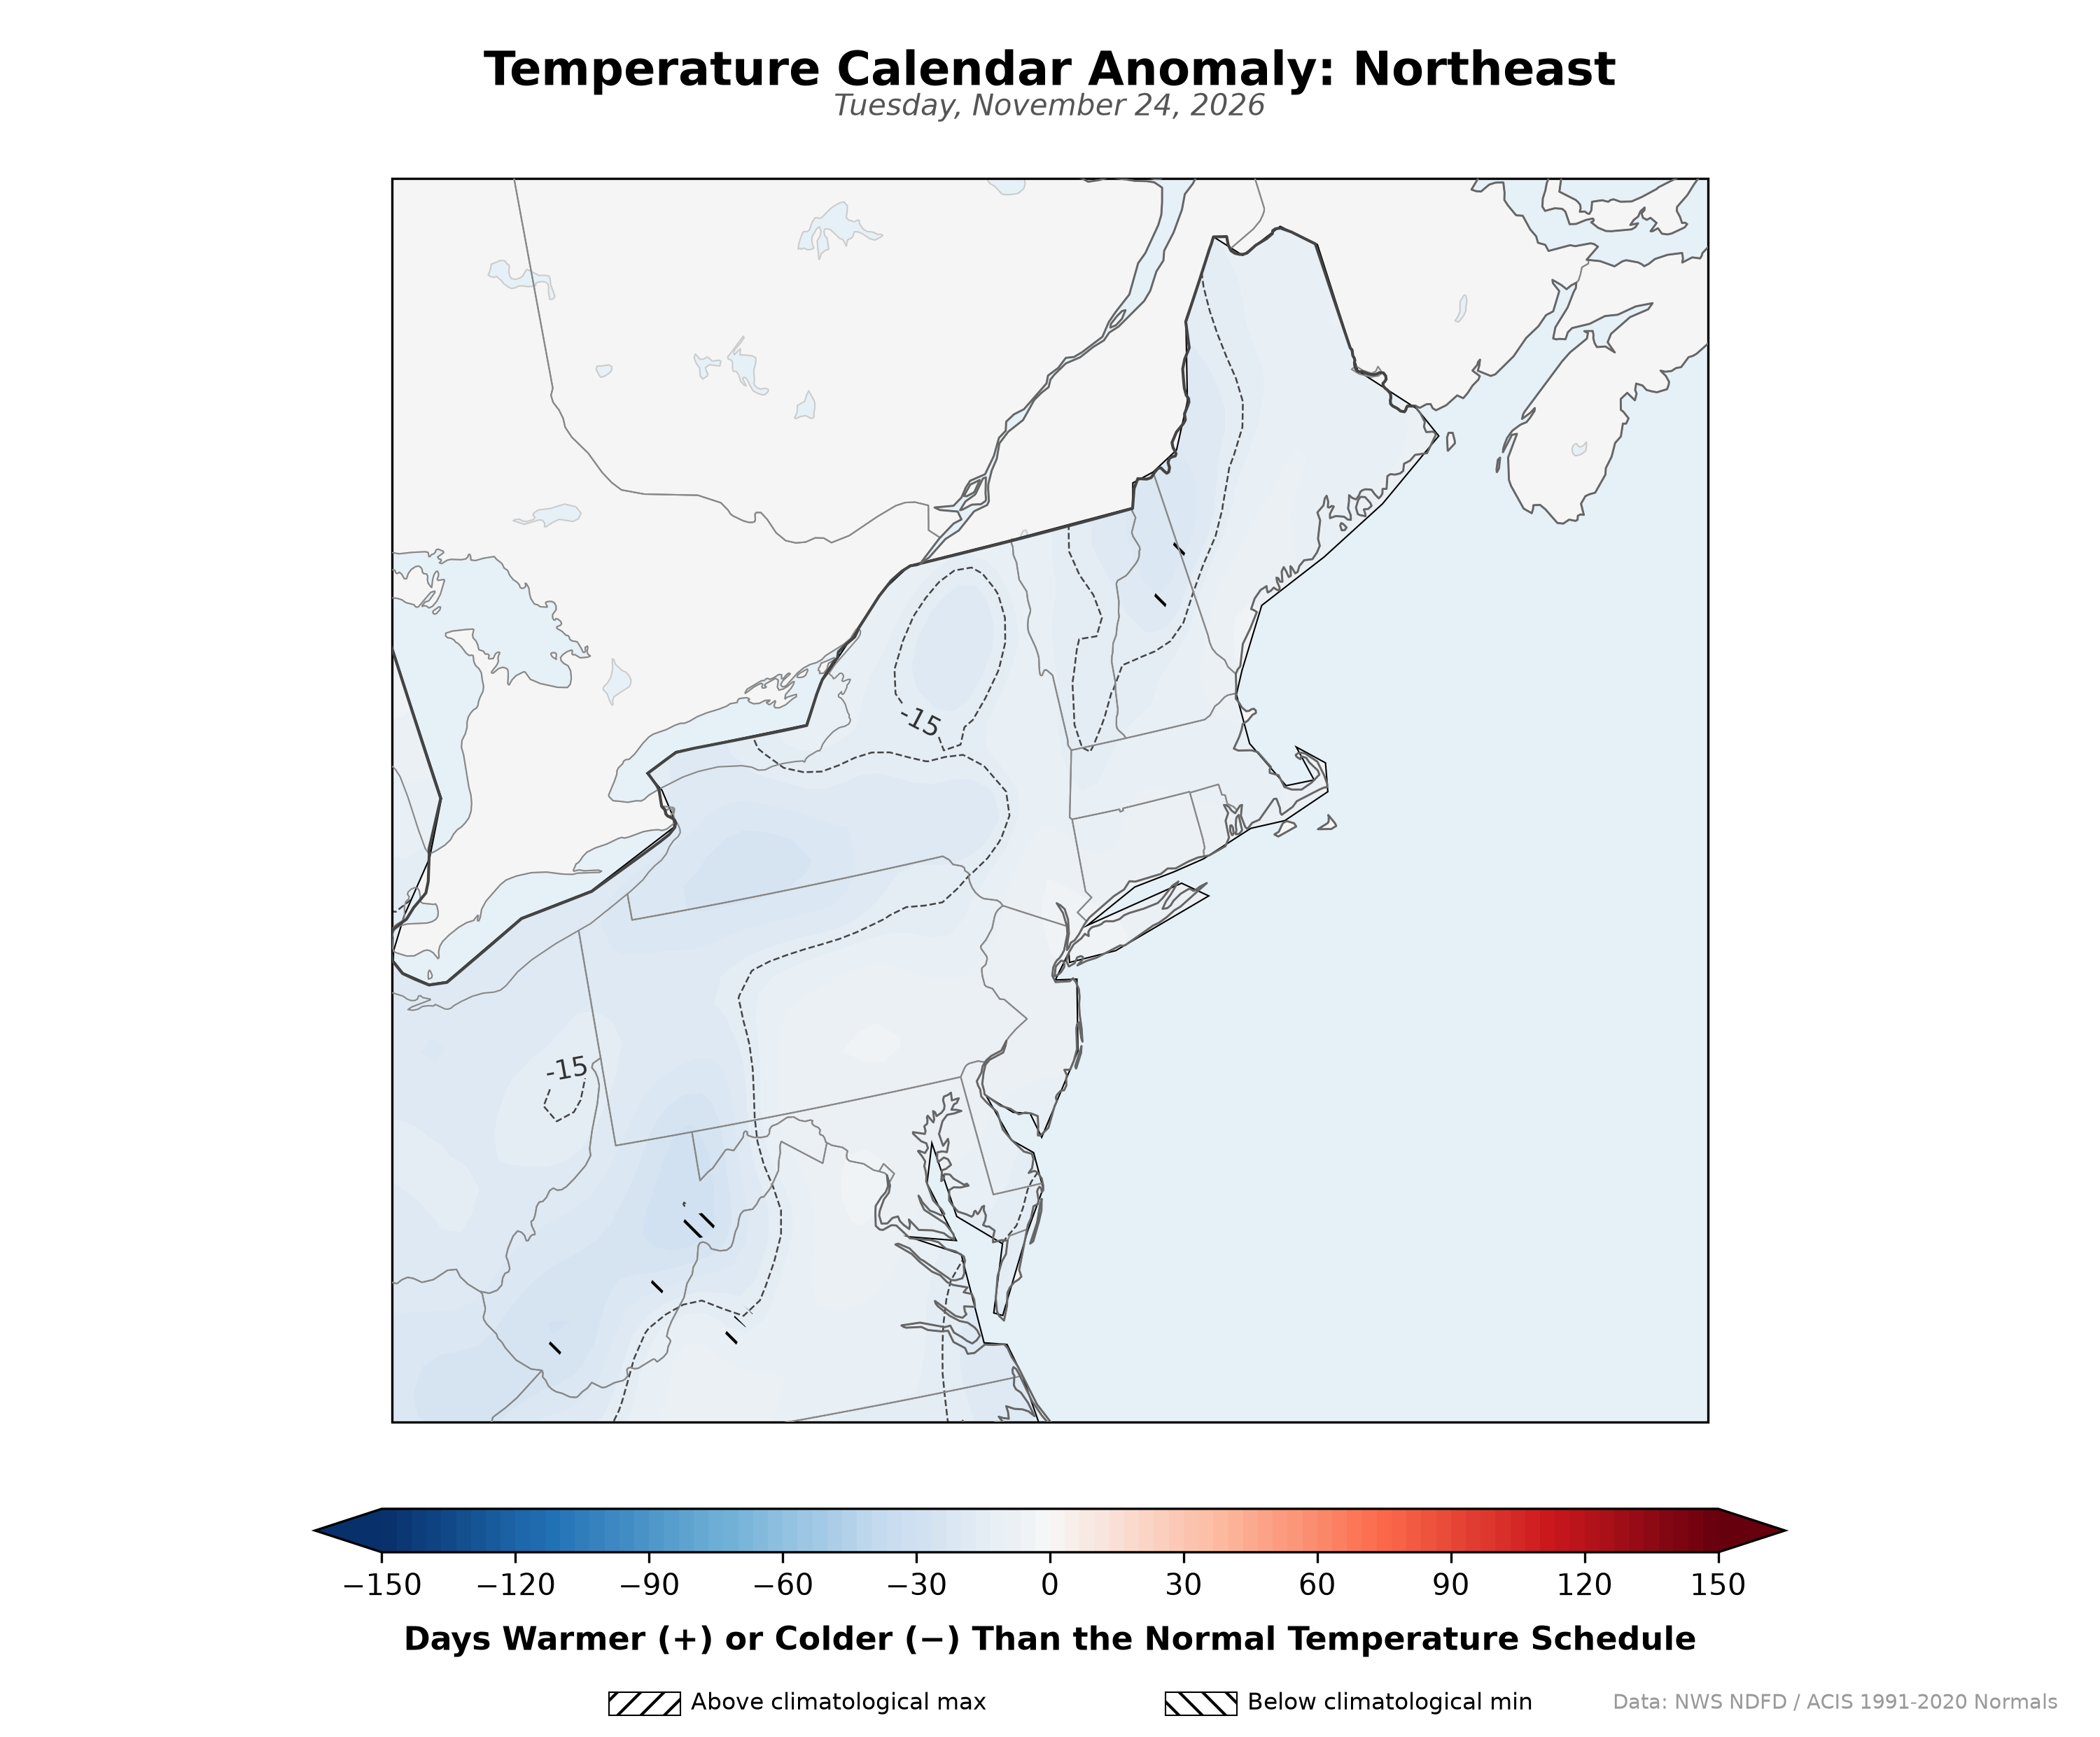 Temperature Calendar Anomaly: Northeast
Tuesday, November 24, 2026
-15
-15
−150 −120 −90 −60 −30 0 30 60 90 120 150
Days Warmer (+) or Colder (−) Than the Normal Temperature Schedule
Above climatological max Below climatological min Data: NWS NDFD / ACIS 1991-2020 Normals